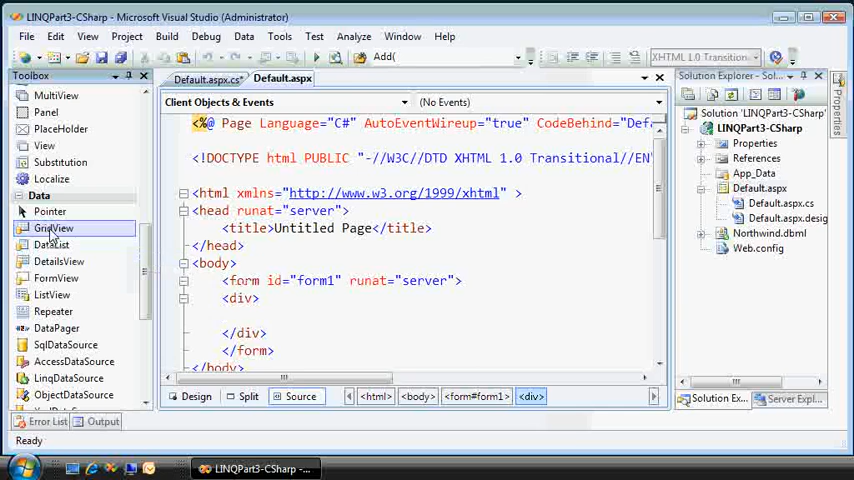 LINQPart3-CSharp - Microsoft Visual Studio (Administrator)
File Edit View Project Build Debug Data Tools Test Analyze Window Help
Add( XHTML 1.0 Transition
Toolbox
MultiView
Panel
PlaceHolder
View
Substitution
Localize
Data
Pointer
GridView
DataList
DetailsView
FormView
ListView
Repeater
DataPager
SqlDataSource
AccessDataSource
LinqDataSource
ObjectDataSource
Error List Output
Default.aspx.cs* Default.aspx
Client Objects & Events (No Events)
<%@ Page Language="C#" AutoEventWireup="true" CodeBehind="Defa
<!DOCTYPE html PUBLIC "-//W3C//DTD XHTML 1.0 Transitional//EN"
<html xmlns="http://www.w3.org/1999/xhtml" >
<head runat="server">
<title>Untitled Page</title>
</head>
<body>
<form id="form1" runat="server">
<div>
</div>
</form>
</body>
Design Split Source <html> <body> <form#form1> <div>
Solution Explorer - Sol...
Solution 'LINQPart3-CSharp'
LINQPart3-CSharp
Properties
References
App_Data
Default.aspx
Default.aspx.cs
Default.aspx.desig
Northwind.dbml
Web.config
Solution Ex... Server Expl...
Properties
Ready
LINQPart3-CSharp -...